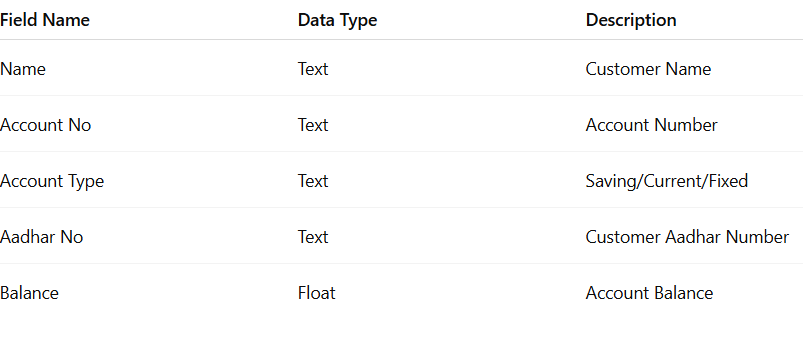 Field Name Data Type Description
Name Text Customer Name
Account No Text Account Number
Account Type Text Saving/Current/Fixed
Aadhar No Text Customer Aadhar Number
Balance Float Account Balance